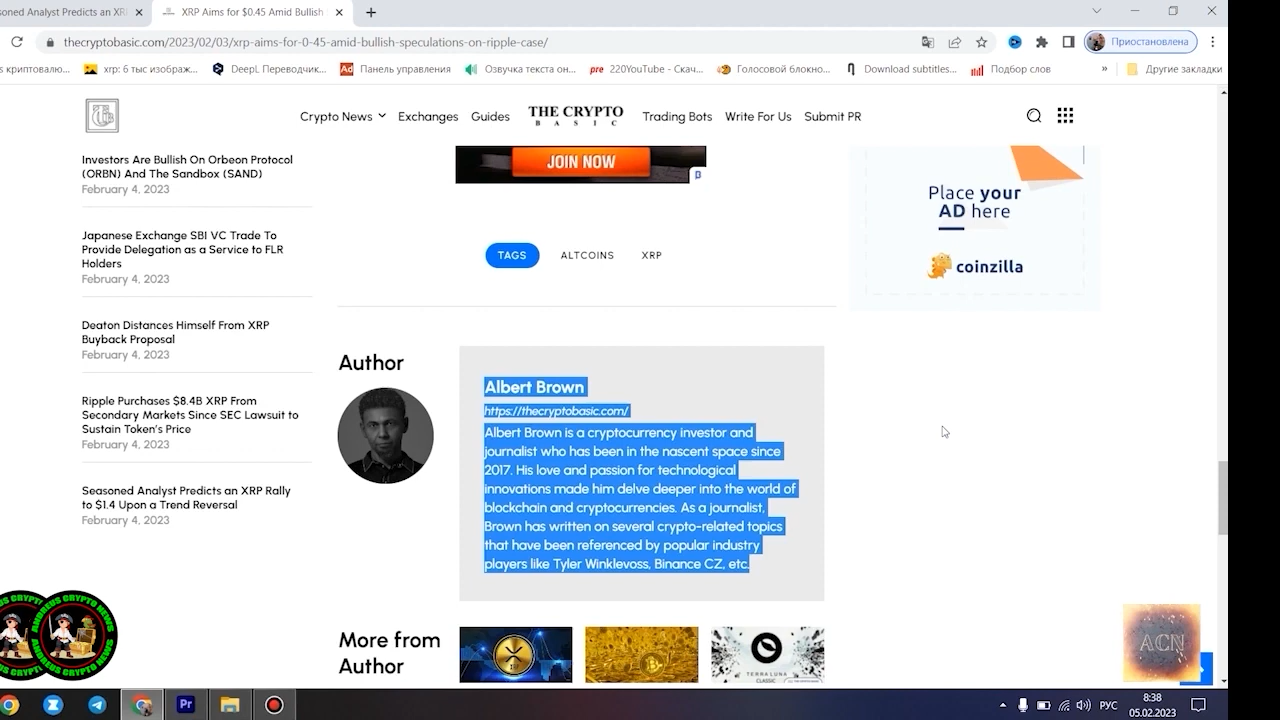 soned Analyst Predicts an XR
XRP Aims for $0.45 Amid Bullish
thecryptobasic.com/2023/02/03/xrp-aims-for-0-45-amid-bullish-speculations-on-ripple-case/
Приостановлена
s криптовалю...
xrp: 6 тыс изображ...
DeepL Переводчик...
Ad Панель управления
Озвучка текста он...
pre 220YouTube - Скач...
Голосовой блокно...
Download subtitles...
Подбор слов
»
Другие закладки
Crypto News
Exchanges
Guides
THE CRYPTO
BASIC
Trading Bots
Write For Us
Submit PR
Investors Are Bullish On Orbeon Protocol
(ORBN) And The Sandbox (SAND)
February 4, 2023
Japanese Exchange SBI VC Trade To
Provide Delegation as a Service to FLR
Holders
February 4, 2023
Deaton Distances Himself From XRP
Buyback Proposal
February 4, 2023
Ripple Purchases $8.4B XRP From
Secondary Markets Since SEC Lawsuit to
Sustain Token's Price
February 4, 2023
Seasoned Analyst Predicts an XRP Rally
to $1.4 Upon a Trend Reversal
February 4, 2023
JOIN NOW
TAGS
ALTCOINS
XRP
Place your
AD here
coinzilla
Author
Albert Brown
https://thecryptobasic.com/
Albert Brown is a cryptocurrency investor and
journalist who has been in the nascent space since
2017. His love and passion for technological
innovations made him delve deeper into the world of
blockchain and cryptocurrencies. As a journalist,
Brown has written on several crypto-related topics
that have been referenced by popular industry
players like Tyler Winklevoss, Binance CZ, etc.
More from
Author
TERRA LUNA
CLASSIC
ANDREUS CRYPTO NEWS
ACN
Pr
РУС
8:38
05.02.2023